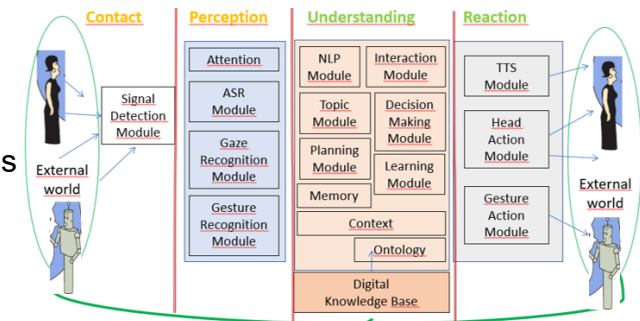 Contact
Perception
Understanding
Reaction
s
External
world
Signal
Detection
Module
Attention
ASR
Module
Gaze
Recognition
Module
Gesture
Recognition
Module
NLP
Module
Interaction
Module
Topic
Module
Decision
Making
Module
Planning
Module
Learning
Module
Memory
Context
Ontology
Digital
Knowledge Base
TTS
Module
Head
Action
Module
Gesture
Action
Module
External
world